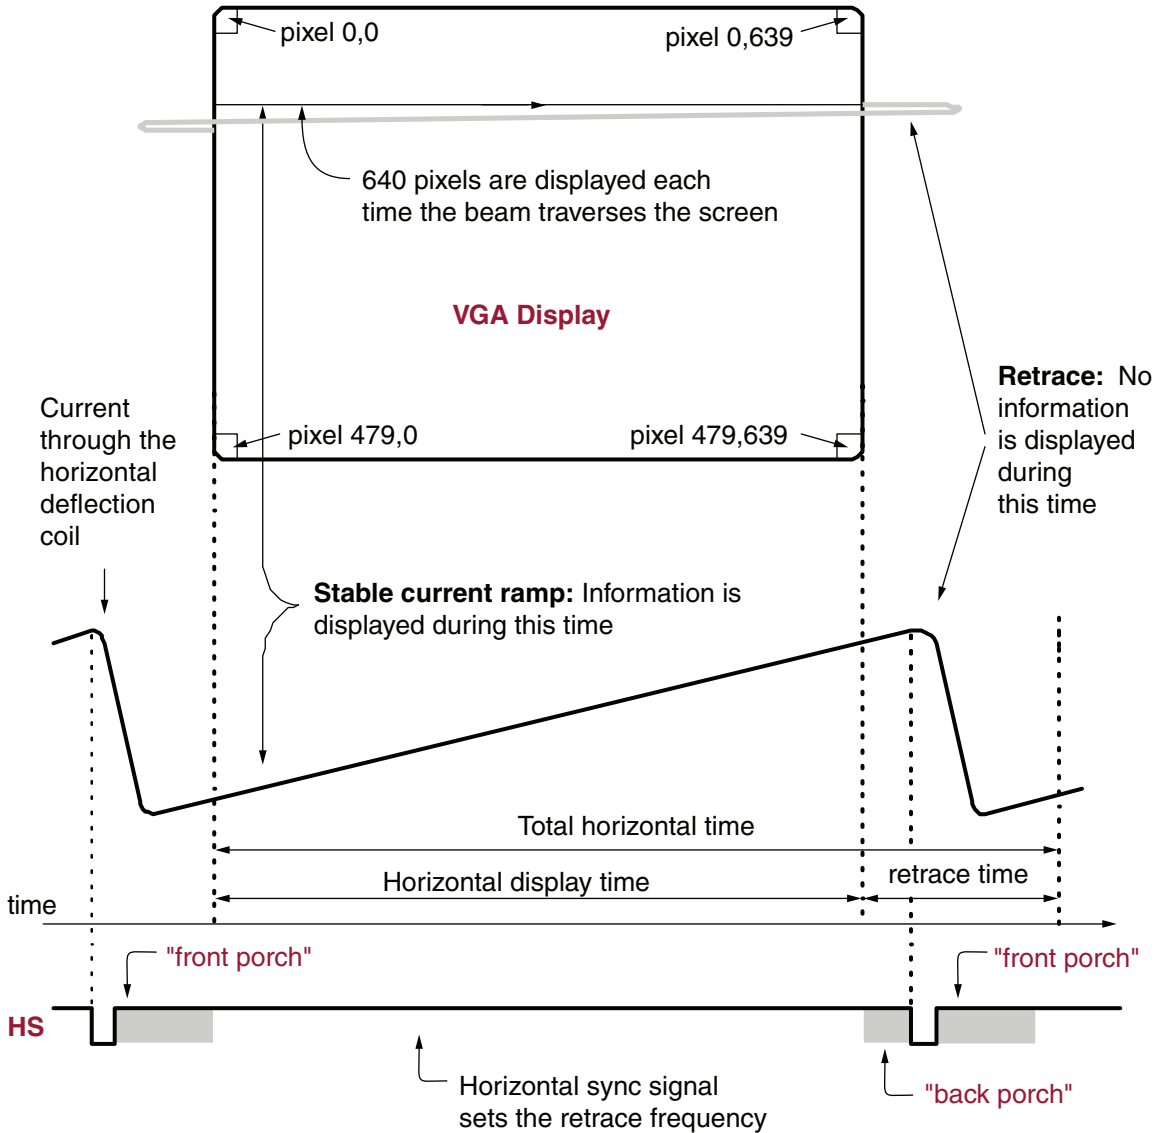 pixel 0,0
pixel 0,639
640 pixels are displayed each
time the beam traverses the screen
VGA Display
Retrace: No
information
is displayed
during
this time
Current
through the
horizontal
deflection
coil
pixel 479,0
pixel 479,639
Stable current ramp: Information is
displayed during this time
Total horizontal time
Horizontal display time
retrace time
time
"front porch"
"front porch"
HS
Horizontal sync signal
sets the retrace frequency
"back porch"